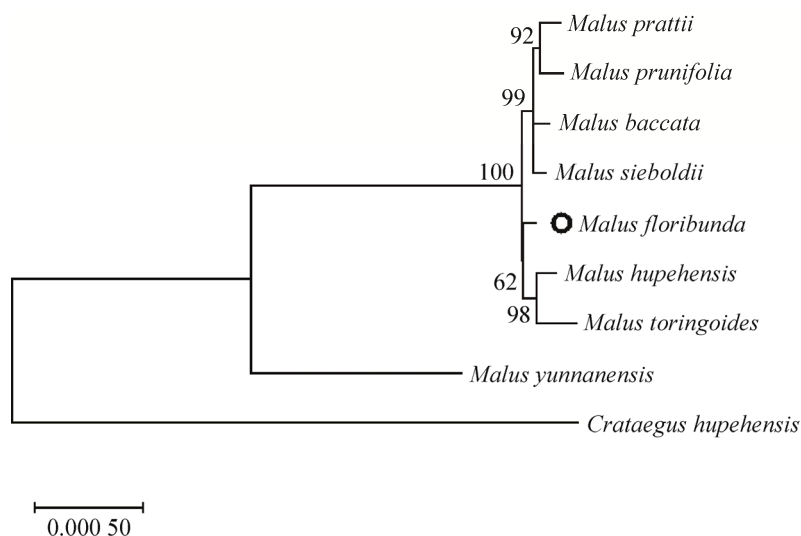 92
Malus prattii
Malus prunifolia
99
Malus baccata
Malus sieboldii
100
Malus floribunda
Malus hupehensis
62
98
Malus toringoides
Malus yunnanensis
Crataegus hupehensis
0.000 50